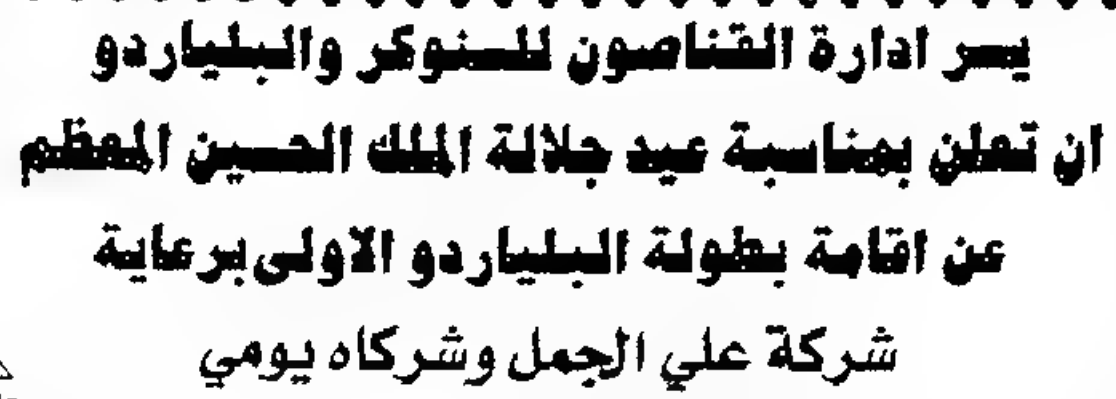 يسر ادارة القناصون للسنوكر والبلياردو
ان تعلن بمناسبة عيد جلالة الملك الحسين المعظم
عن اقامة بطولة البلياردو الاولى برعاية
شركة علي الجمل وشركاه يومي